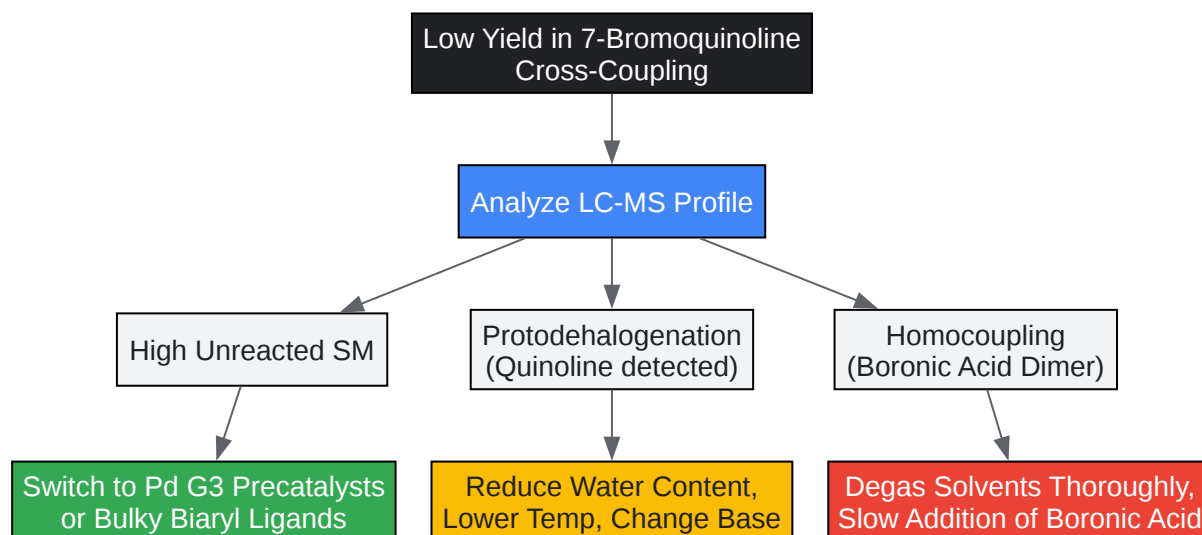 Low Yield in 7-Bromoquinoline
Cross-Coupling
Analyze LC-MS Profile
High Unreacted SM
Protodehalogenation
(Quinoline detected)
Homocoupling
(Boronic Acid Dimer)
Switch to Pd G3 Precatalysts
or Bulky Biaryl Ligands
Reduce Water Content,
Lower Temp, Change Base
Degas Solvents Thoroughly,
Slow Addition of Boronic Acid